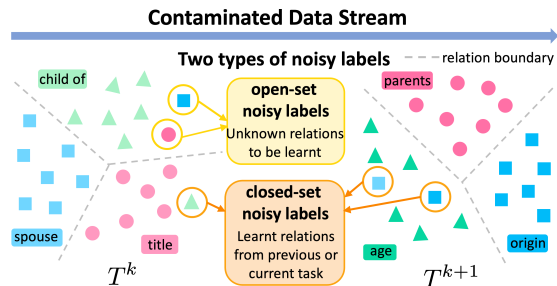 Contaminated Data Stream
Two types of noisy labels
relation boundary
child of
open-set
noisy labels
Unknown relations
to be learnt
parents
closed-set
noisy labels
Learnt relations
from previous or
current task
spouse
title
age
origin
T^k
T^{k+1}